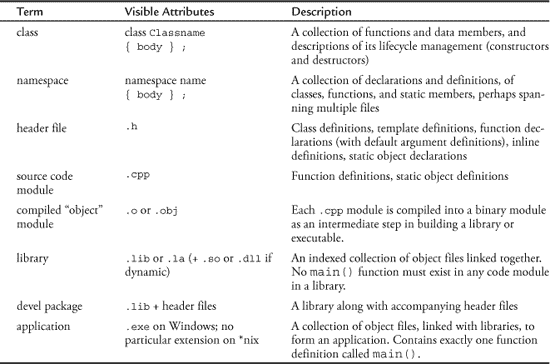 Term Visible Attributes Description
class class Classname A collection of functions and data members, and
{ body } ; descriptions of its lifecycle management (constructors
and destructors)
namespace namespace name A collection of declarations and definitions, of
{ body } ; classes, functions, and static members, perhaps span-
ning multiple files
header file .h Class definitions, template definitions, function dec-
larations (with default argument definitions), inline
definitions, static object declarations
source code .cpp Function definitions, static object definitions
module
compiled “object” .o or .obj Each .cpp module is compiled into a binary module
module as an intermediate step in building a library or
executable.
library .lib or .la (+ .so or .dll if An indexed collection of object files linked together.
dynamic) No main() function must exist in any code module
in a library.
devel package .lib + header files A library along with accompanying header files
application .exe on Windows; no A collection of object files, linked with libraries, to
particular extension on *nix form an application. Contains exactly one function
definition called main().